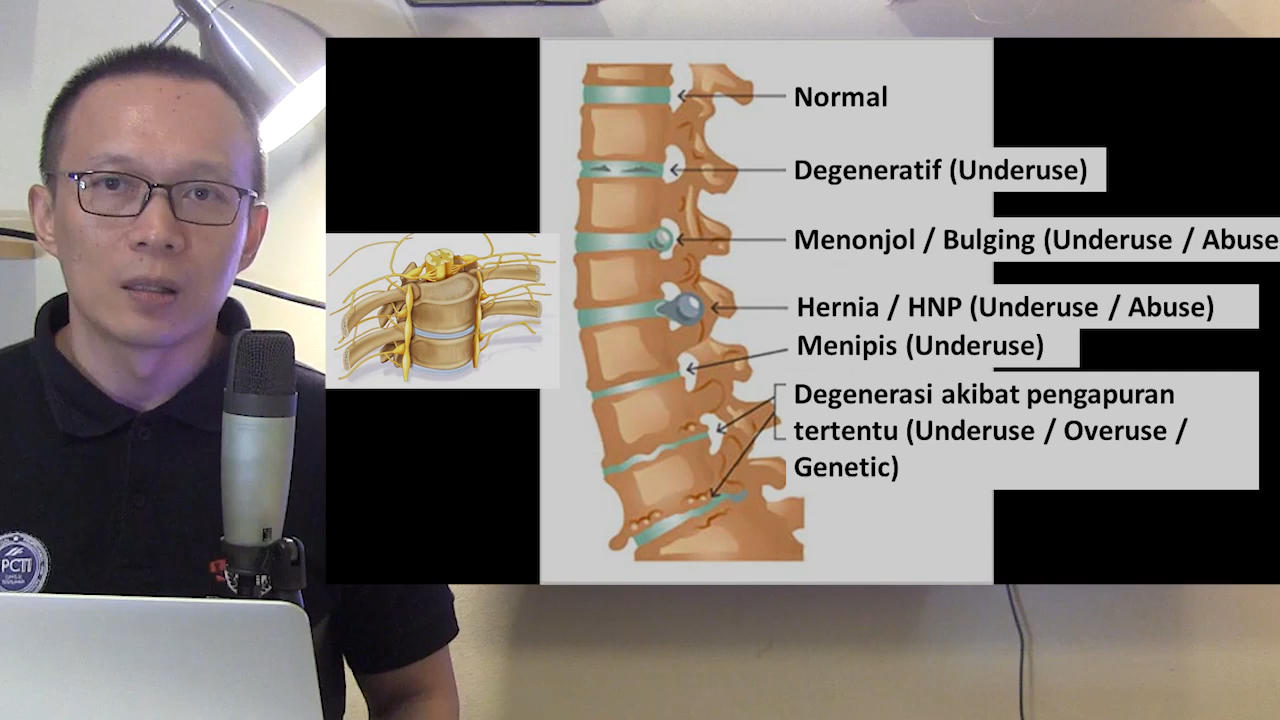 Normal
Degeneratif (Underuse)
Menonjol / Bulging (Underuse / Abuse
Hernia / HNP (Underuse / Abuse)
Menipis (Underuse)
Degenerasi akibat pengapuran
tertentu (Underuse / Overuse /
Genetic)
PCTI